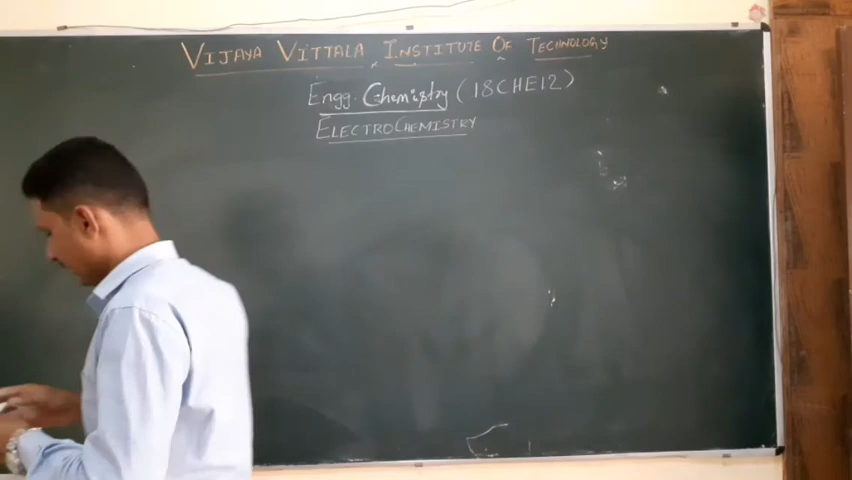 VIJAYA VITTALA INSTITUTE OF TECHNOLOGY
Engg. Chemistry (18CHE12)
ELECTROCHEMISTRY